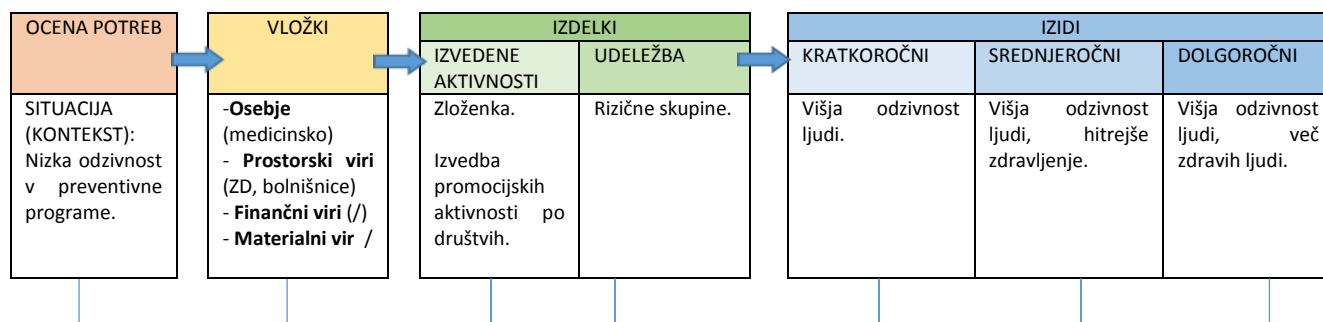 OCENA POTREB
SITUACIJA
(KONTEKST):
Nizka odzivnost
v preventivne
programe.
VLOŽKI
-Osebje
(medicinsko)
- Prostorski viri
(ZD, bolnišnice)
- Finančni viri (/)
- Materialni vir /
IZDELKI
IZVEDENE
AKTIVNOSTI
Zloženka.
Izvedba
promocijskih
aktivnosti po
društvih.
UDELEŽBA
Rizične skupine.
IZIDI
KRATKOROČNI
Višja odzivnost
ljudi.
SREDNJEROČNI
Višja odzivnost
ljudi, hitrejše
zdravljenje.
DOLGOROČNI
Višja odzivnost
ljudi, več
zdravih ljudi.